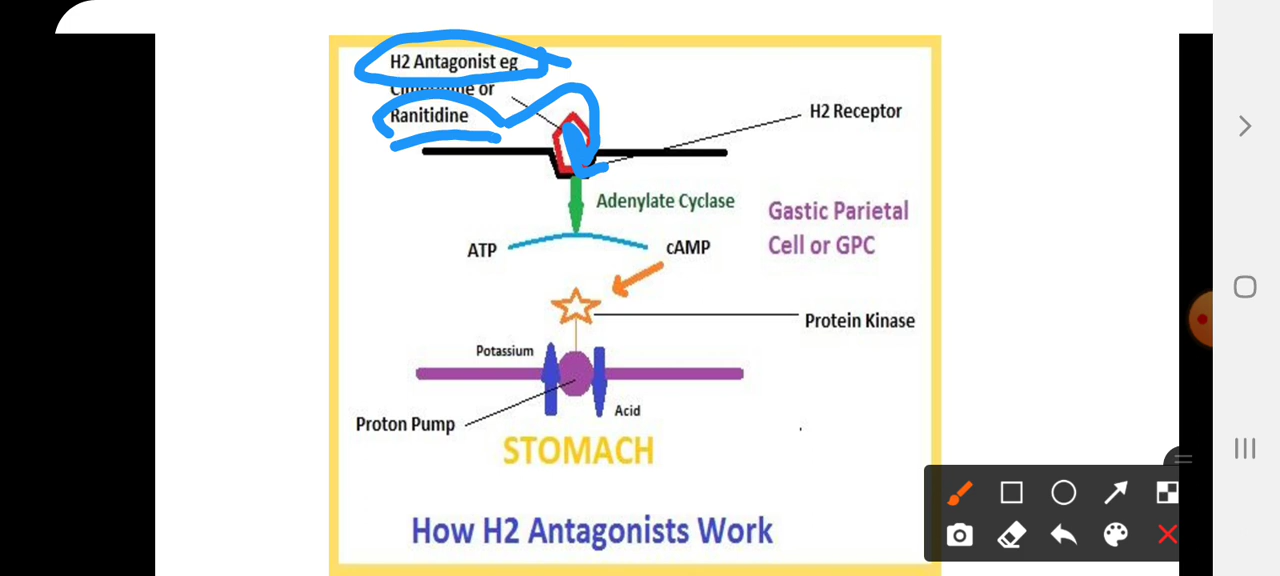 H2 Antagonist eg
or
Ranitidine
H2 Receptor
Adenylate Cyclase
Gastic Parietal
Cell or GPC
ATP
cAMP
Protein Kinase
Potassium
Acid
Proton Pump
STOMACH
How H2 Antagonists Work